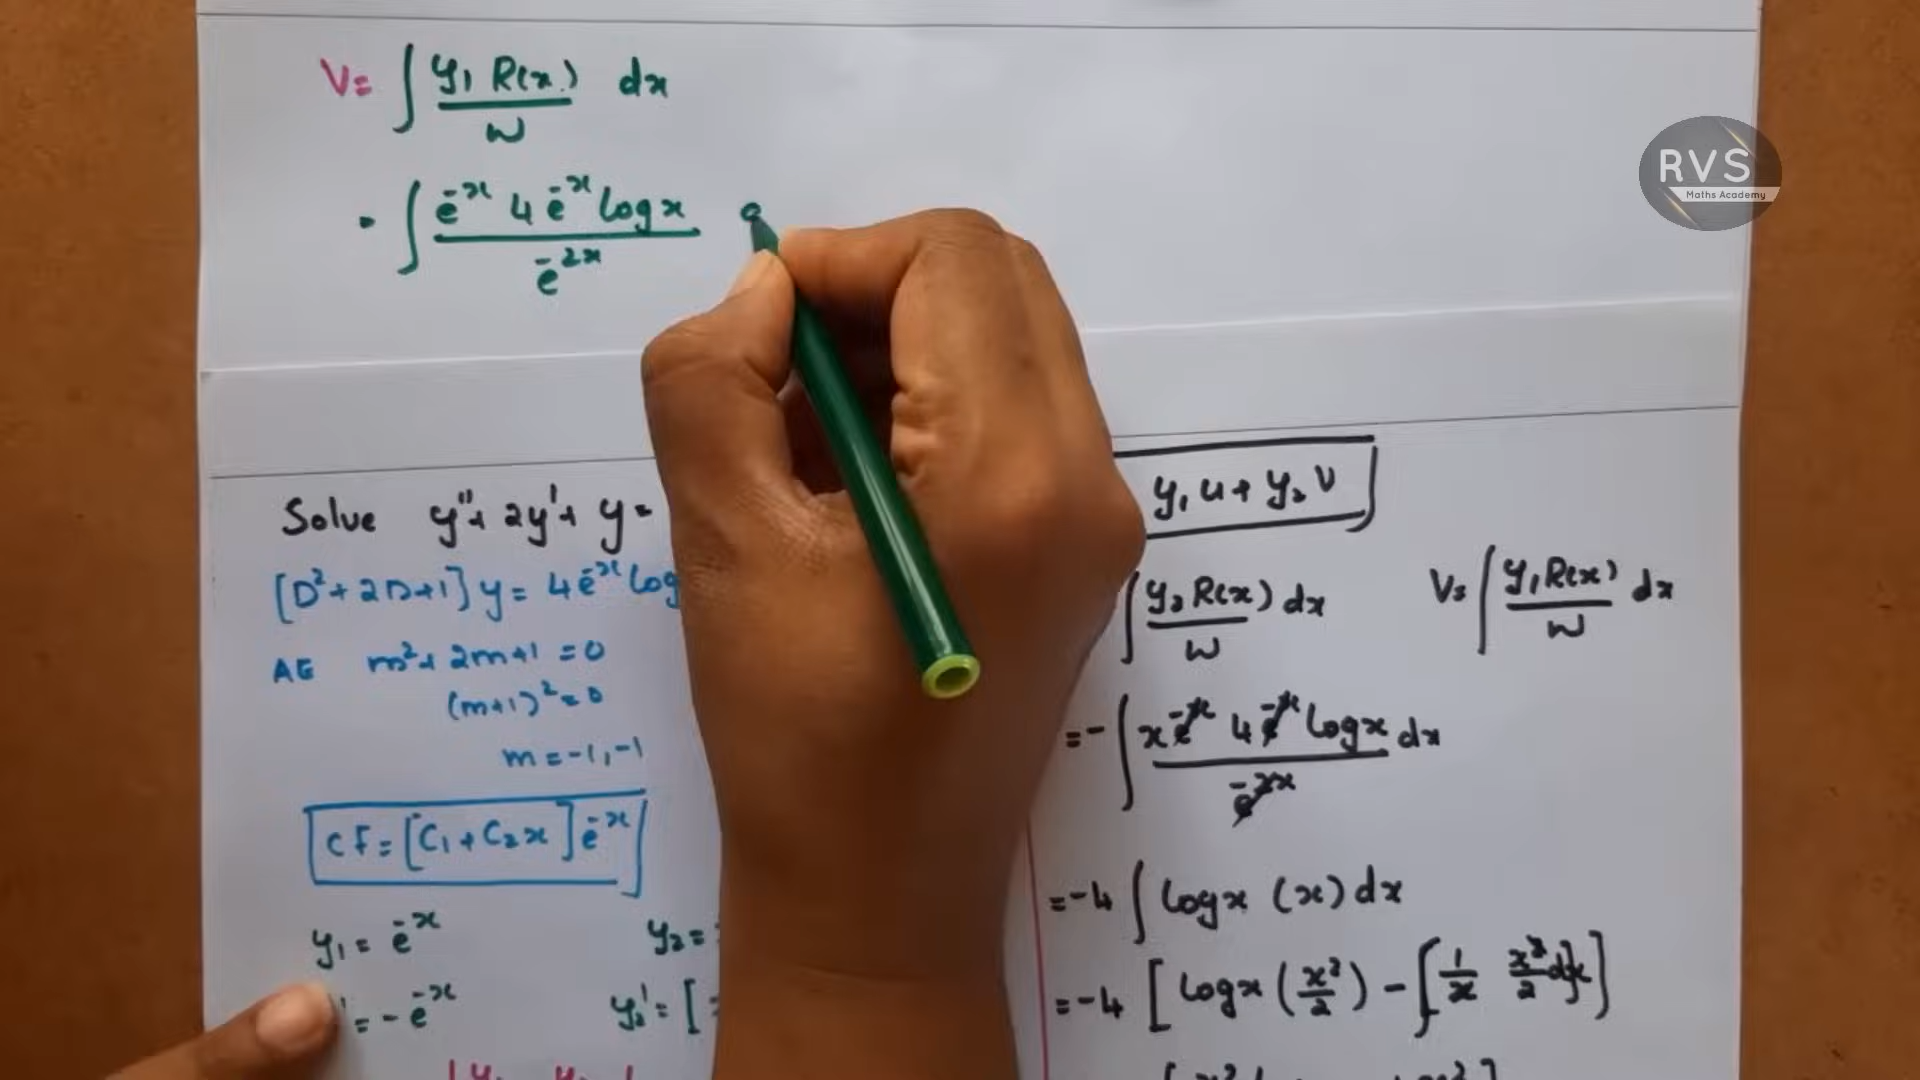 V = ∫ y₁ R(x) / W dx
= ∫ e⁻ˣ 4 e⁻ˣ log x / e⁻²ˣ
RVS
Maths Academy
Solve y'' + 2y' + y =
[D² + 2D + 1] y = 4 e⁻ˣ log
AE m² + 2m + 1 = 0
(m+1)² = 0
m = -1, -1
CF = [C₁ + C₂ x] e⁻ˣ
y₁ = e⁻ˣ y₂ =
' = - e⁻ˣ y₂' = [
y₁ u + y₂ v
∫ y₂ R(x) / W dx V = ∫ y₁ R(x) / W dx
= - ∫ x e⁻ˣ 4 e⁻ˣ log x / e⁻²ˣ dx
= -4 ∫ log x (x) dx
= -4 [ log x (x²/2) - ∫ 1/x x²/2 dx ]